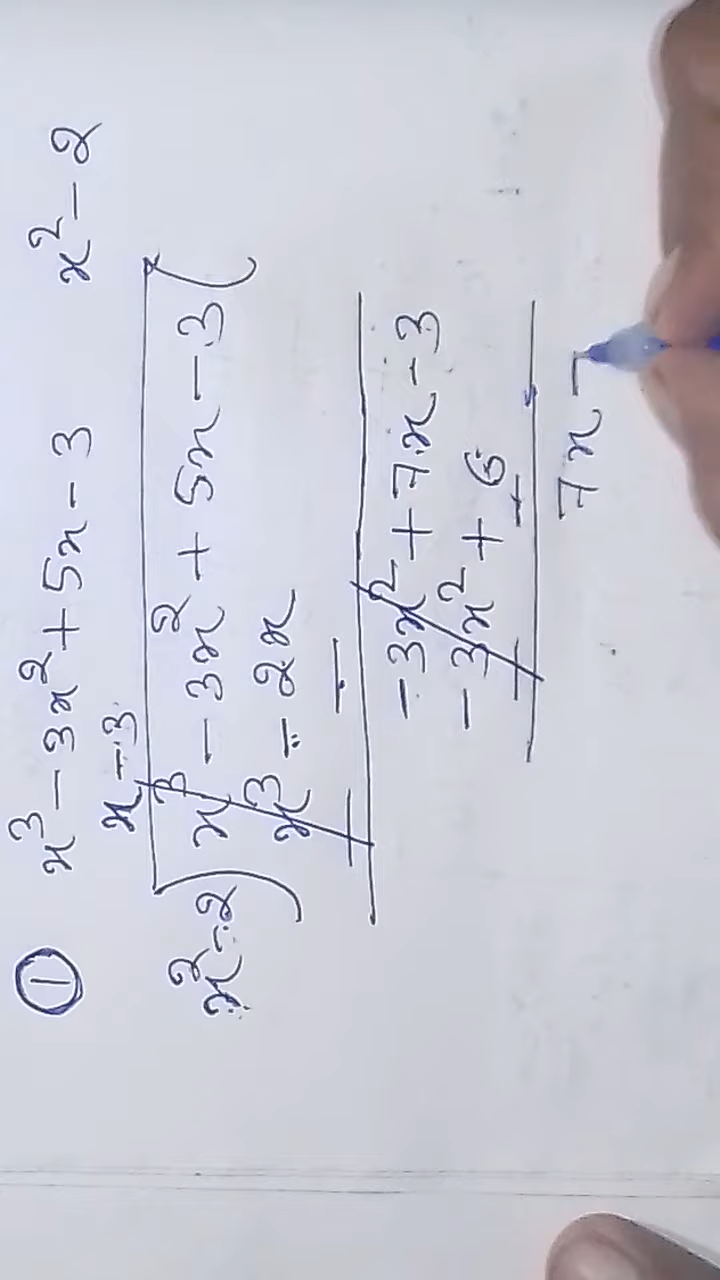 ① x³ - 3x² + 5x - 3    x² - 2
x - 3
x² - 2 ) x³ - 3x² + 5x - 3 (
x³ - 2x
- -
-3x² + 7x - 3
-3x² + 6
- -
7x -